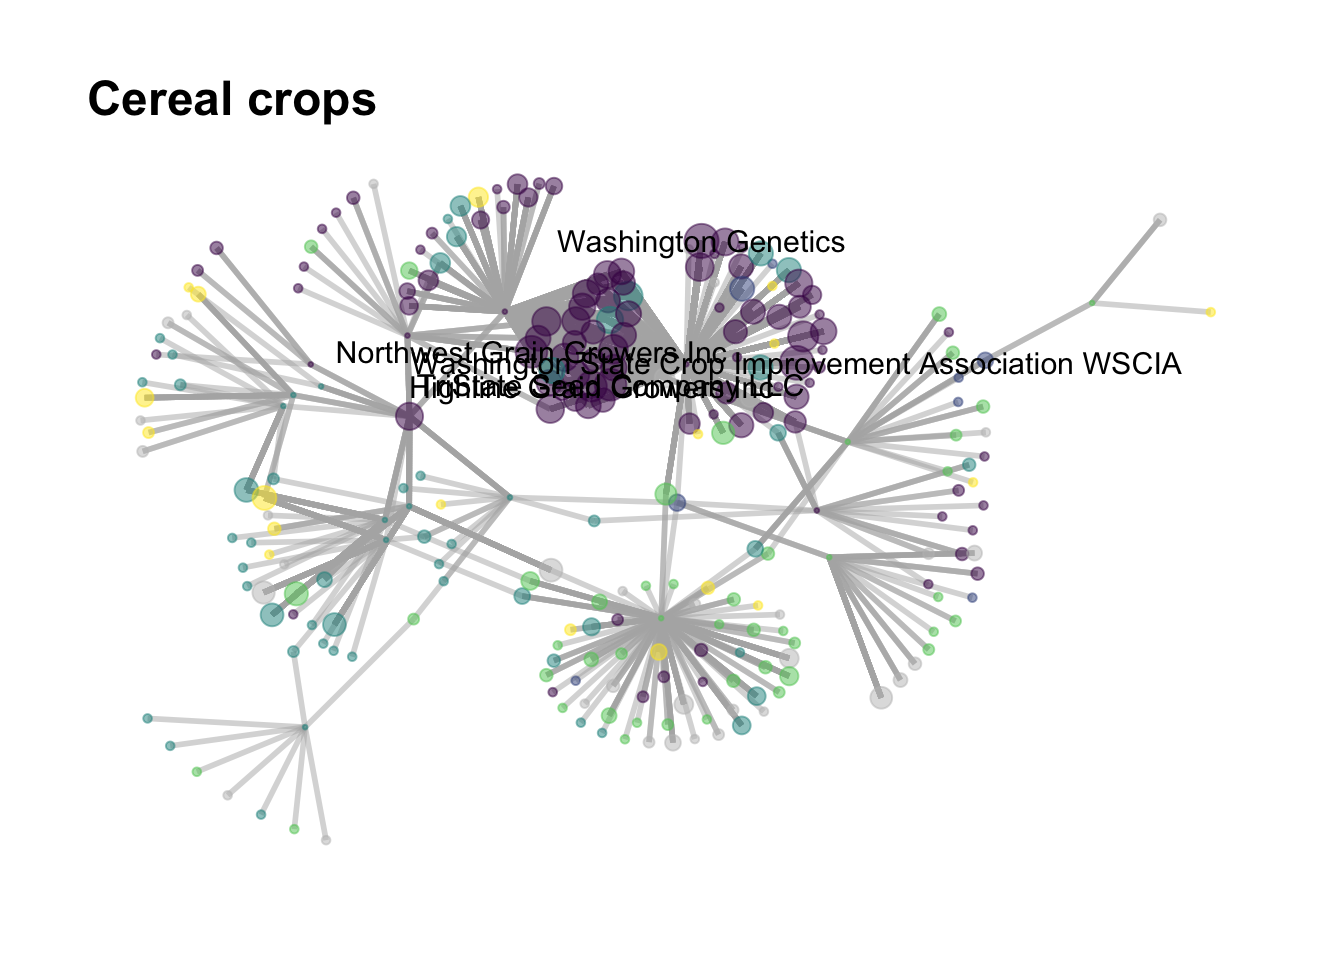 Cereal crops
Washington Genetics
Northwest Grain Growers Inc
Washington State Crop Improvement Association WSCIA
TriState Seed Company LLC
Highline Grain Growers Inc